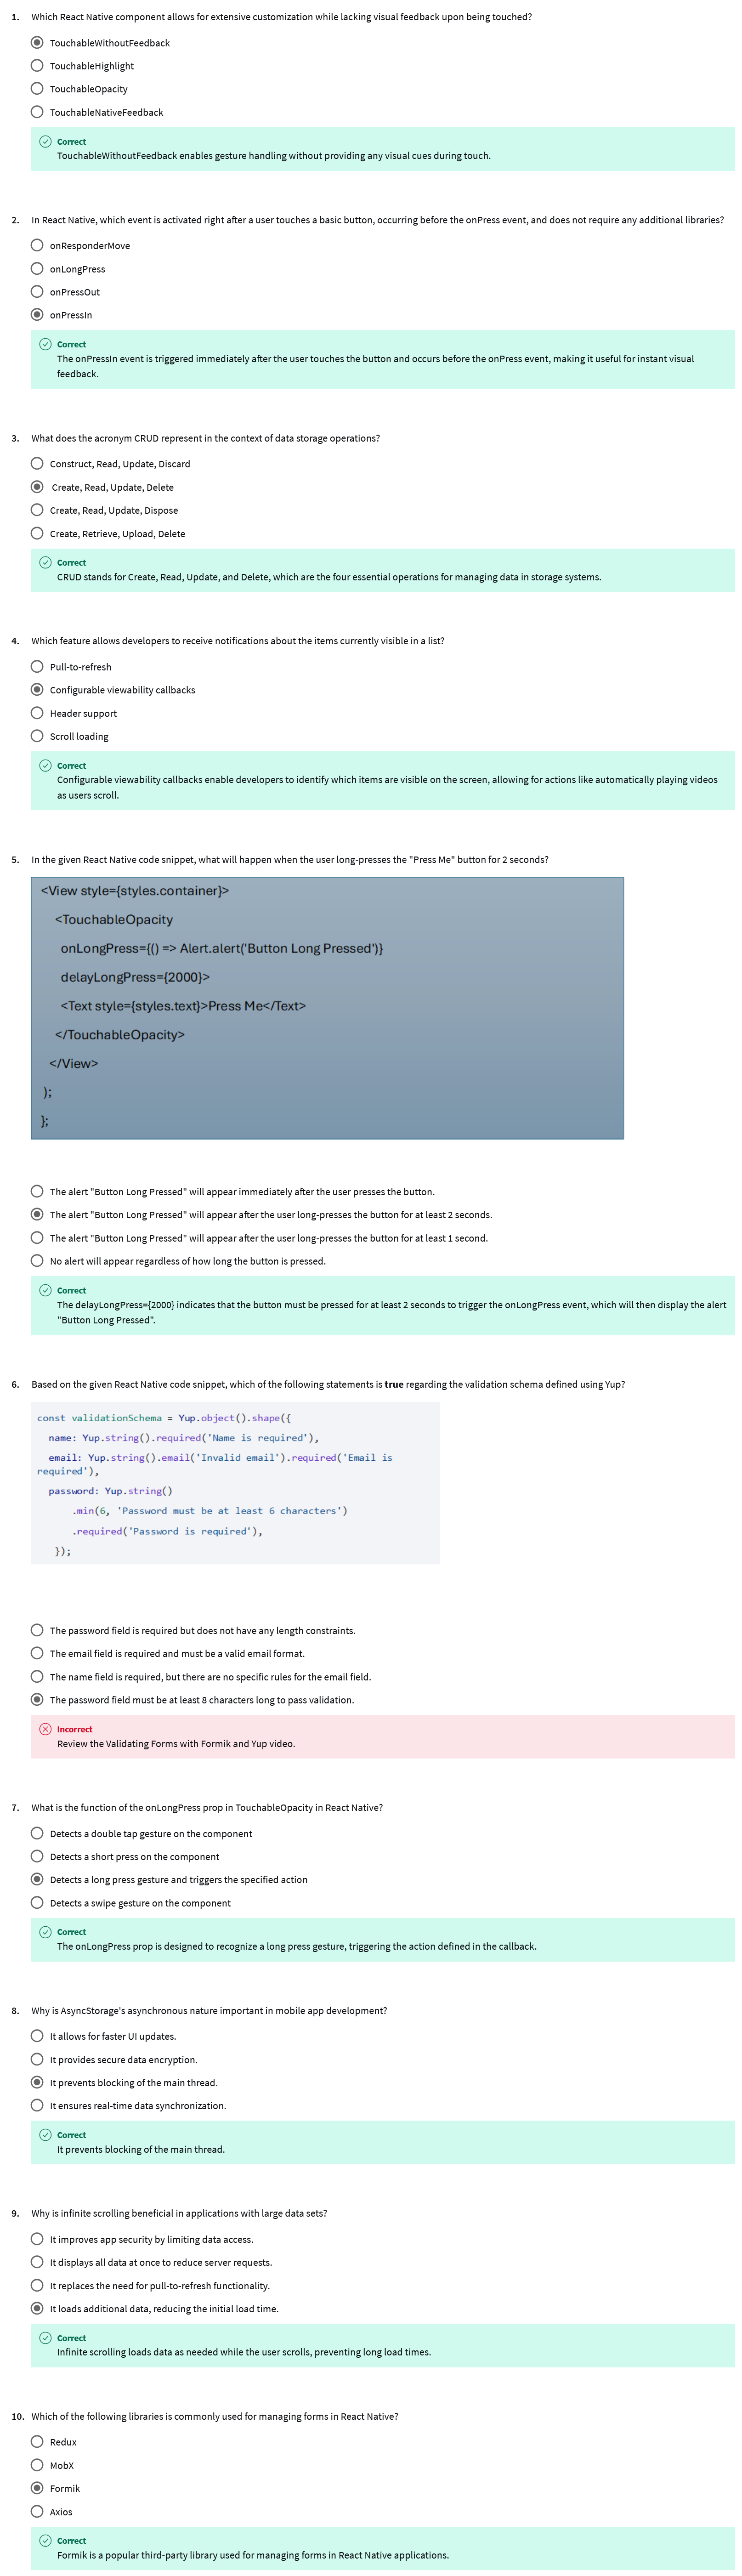 1. Which React Native component allows for extensive customization while lacking visual feedback upon being touched?
TouchableWithoutFeedback
TouchableHighlight
TouchableOpacity
TouchableNativeFeedback
Correct
TouchableWithoutFeedback enables gesture handling without providing any visual cues during touch.
2. In React Native, which event is activated right after a user touches a basic button, occurring before the onPress event, and does not require any additional libraries?
onResponderMove
onLongPress
onPressOut
onPressIn
Correct
The onPressIn event is triggered immediately after the user touches the button and occurs before the onPress event, making it useful for instant visual
feedback.
3. What does the acronym CRUD represent in the context of data storage operations?
Construct, Read, Update, Discard
Create, Read, Update, Delete
Create, Read, Update, Dispose
Create, Retrieve, Upload, Delete
Correct
CRUD stands for Create, Read, Update, and Delete, which are the four essential operations for managing data in storage systems.
4. Which feature allows developers to receive notifications about the items currently visible in a list?
Pull-to-refresh
Configurable viewability callbacks
Header support
Scroll loading
Correct
Configurable viewability callbacks enable developers to identify which items are visible on the screen, allowing for actions like automatically playing videos
as users scroll.
5. In the given React Native code snippet, what will happen when the user long-presses the "Press Me" button for 2 seconds?
<View style={styles.container}>
<TouchableOpacity
onLongPress={() => Alert.alert('Button Long Pressed')}
delayLongPress={2000}>
<Text style={styles.text}>Press Me</Text>
</TouchableOpacity>
</View>
);
};
The alert "Button Long Pressed" will appear immediately after the user presses the button.
The alert "Button Long Pressed" will appear after the user long-presses the button for at least 2 seconds.
The alert "Button Long Pressed" will appear after the user long-presses the button for at least 1 second.
No alert will appear regardless of how long the button is pressed.
Correct
The delayLongPress={2000} indicates that the button must be pressed for at least 2 seconds to trigger the onLongPress event, which will then display the alert
"Button Long Pressed".
6. Based on the given React Native code snippet, which of the following statements is true regarding the validation schema defined using Yup?
const validationSchema = Yup.object().shape({
name: Yup.string().required('Name is required'),
email: Yup.string().email('Invalid email').required('Email is
required'),
password: Yup.string()
.min(6, 'Password must be at least 6 characters')
.required('Password is required'),
});
The password field is required but does not have any length constraints.
The email field is required and must be a valid email format.
The name field is required, but there are no specific rules for the email field.
The password field must be at least 8 characters long to pass validation.
Incorrect
Review the Validating Forms with Formik and Yup video.
7. What is the function of the onLongPress prop in TouchableOpacity in React Native?
Detects a double tap gesture on the component
Detects a short press on the component
Detects a long press gesture and triggers the specified action
Detects a swipe gesture on the component
Correct
The onLongPress prop is designed to recognize a long press gesture, triggering the action defined in the callback.
8. Why is AsyncStorage's asynchronous nature important in mobile app development?
It allows for faster UI updates.
It provides secure data encryption.
It prevents blocking of the main thread.
It ensures real-time data synchronization.
Correct
It prevents blocking of the main thread.
9. Why is infinite scrolling beneficial in applications with large data sets?
It improves app security by limiting data access.
It displays all data at once to reduce server requests.
It replaces the need for pull-to-refresh functionality.
It loads additional data, reducing the initial load time.
Correct
Infinite scrolling loads data as needed while the user scrolls, preventing long load times.
10. Which of the following libraries is commonly used for managing forms in React Native?
Redux
MobX
Formik
Axios
Correct
Formik is a popular third-party library used for managing forms in React Native applications.